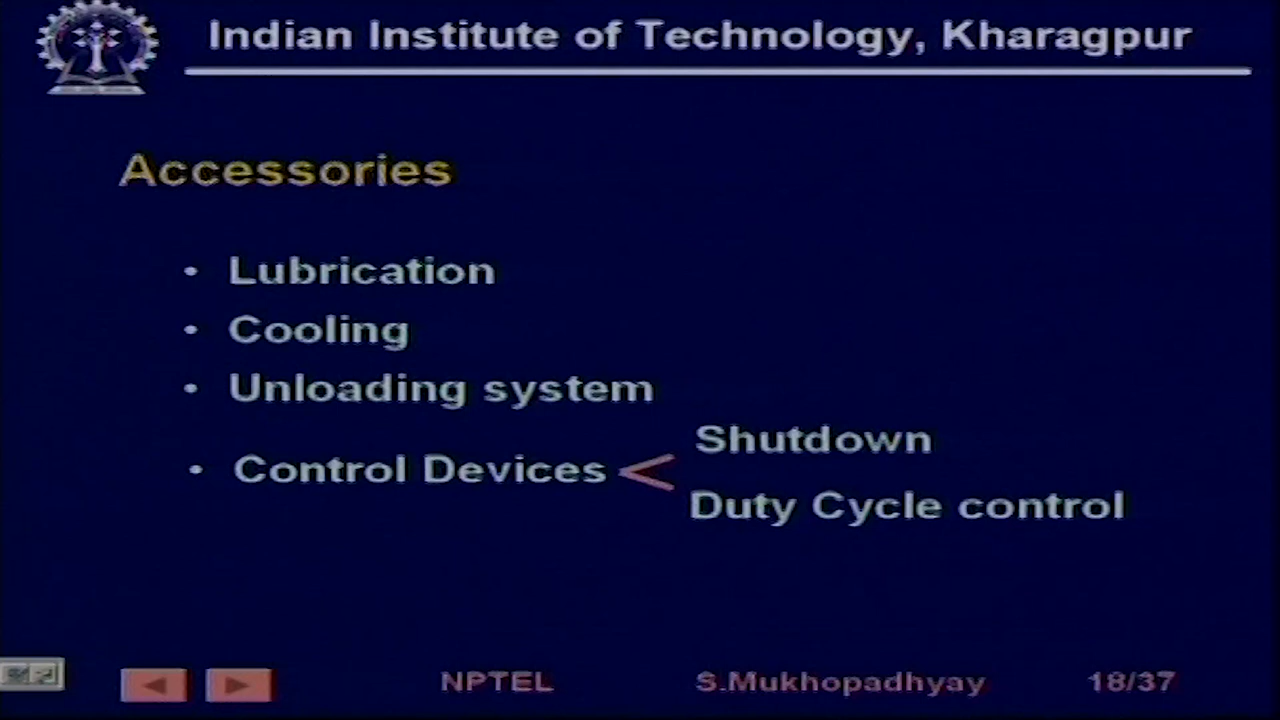 Indian Institute of Technology, Kharagpur
Accessories
• Lubrication
• Cooling
• Unloading system
Shutdown
• Control Devices <
Duty Cycle control
NPTEL S.Mukhopadhyay 18/37